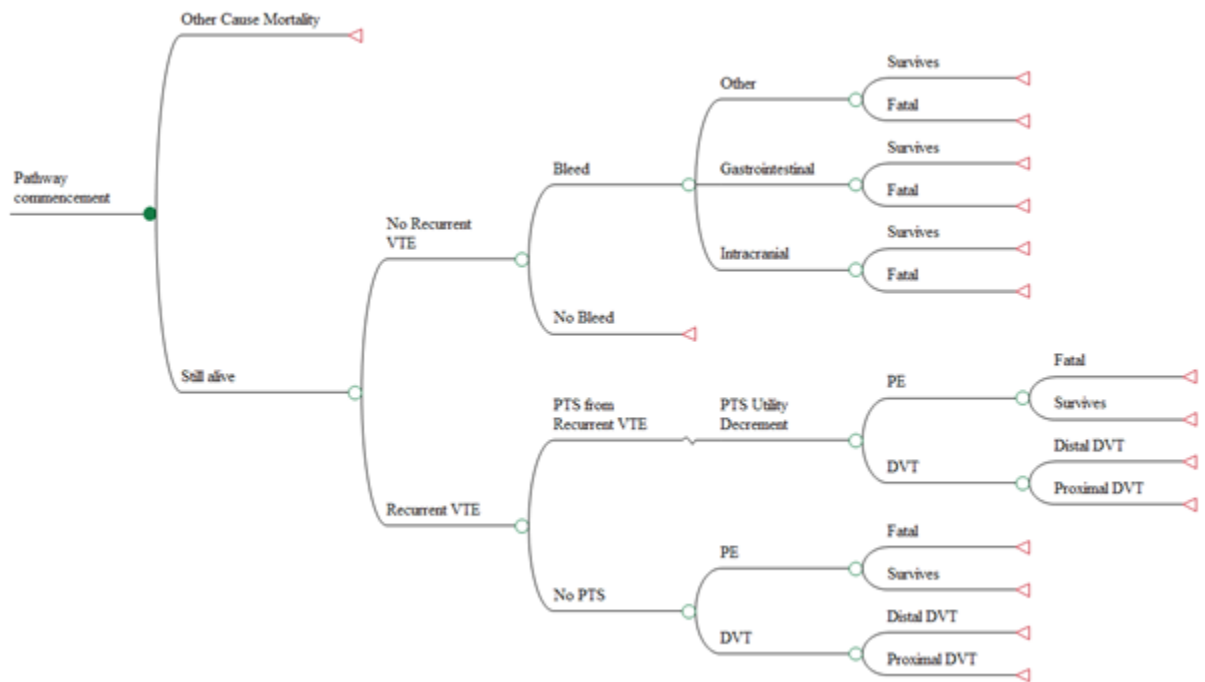 Other Cause Mortality
Survives
Other
Fatal
Survives
Bleed
Gastrointestinal
Pathway
commencement
Fatal
No Recurrent
VTE
Survives
Intracranial
Fatal
No Bleed
Still alive
Fatal
PE
PTS from
Recurrent VTE
PTS Utility
Decrement
Survives
Distal DVT
DVT
Proximal DVT
Recurrent VTE
Fatal
PE
Survives
No PTS
Distal DVT
DVT
Proximal DVT